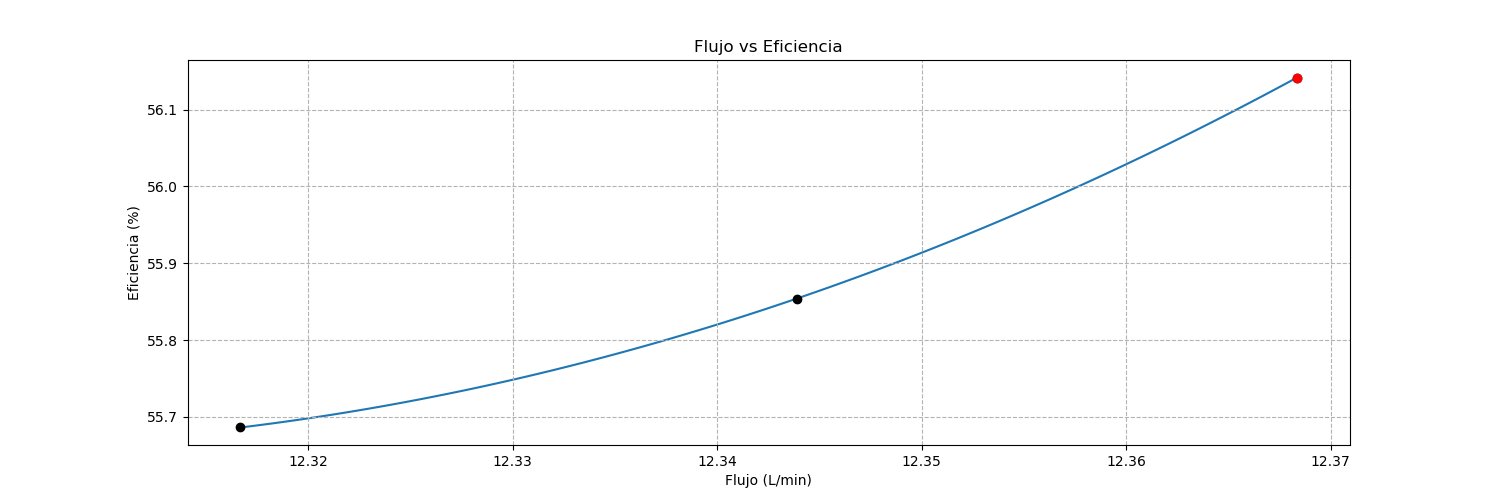 Flujo vs Eficiencia
Eficiencia (%)
56.1
56.0
55.9
55.8
55.7
12.32 12.33 12.34 12.35 12.36 12.37
Flujo (L/min)